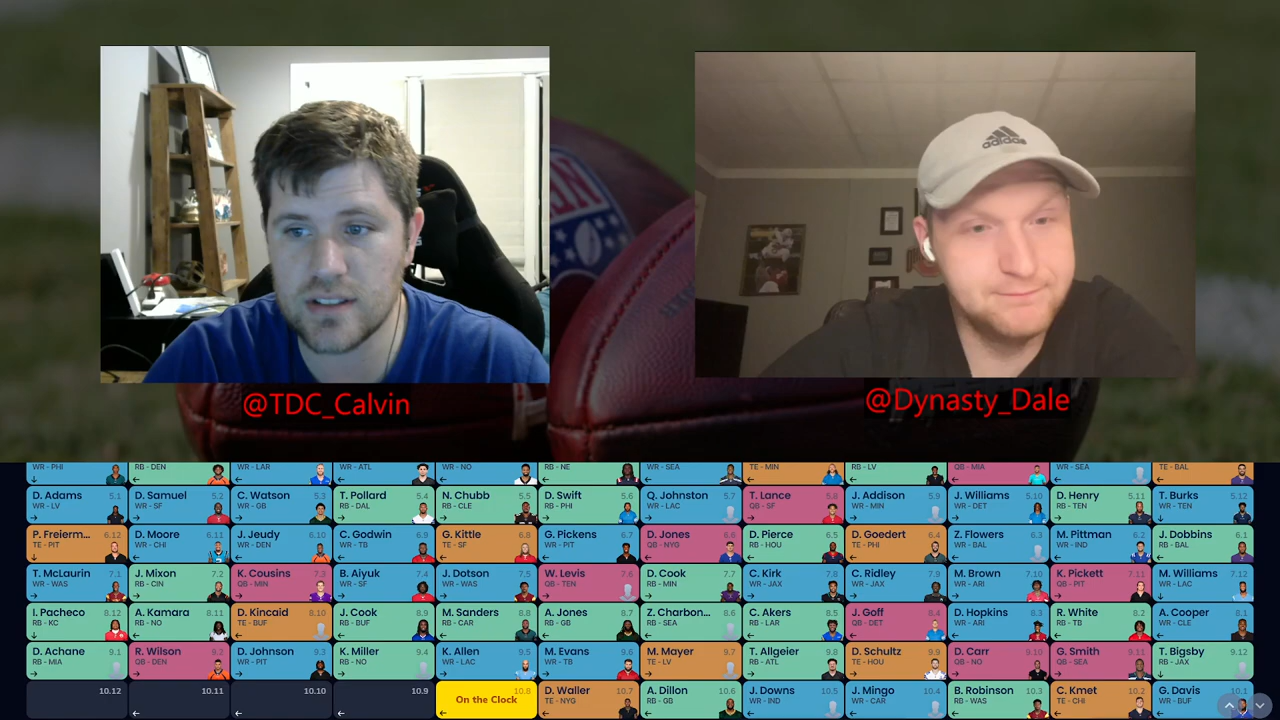 adidas
@TDC_Calvin
@Dynasty_Dale
WR - PHI
RB - DEN
WR - LAR
WR - ATL
WR - NO
RB - NE
WR - SEA
TE - MIN
RB - LV
QB - MIA
WR - SEA
TE - BAL
D. Adams 5.1
WR - LV
D. Samuel 5.2
WR - SF
C. Watson 5.3
WR - GB
T. Pollard 5.4
RB - DAL
N. Chubb 5.5
RB - CLE
D. Swift 5.6
RB - PHI
Q. Johnston 5.7
WR - LAC
T. Lance 5.8
QB - SF
J. Addison 5.9
WR - MIN
J. Williams 5.10
WR - DET
D. Henry 5.11
RB - TEN
T. Burks 5.12
WR - TEN
P. Freierm... 6.12
TE - PIT
D. Moore 6.11
WR - CHI
J. Jeudy 6.10
WR - DEN
C. Godwin 6.9
WR - TB
G. Kittle 6.8
TE - SF
G. Pickens 6.7
WR - PIT
D. Jones 6.6
QB - NYG
D. Pierce 6.5
RB - HOU
D. Goedert 6.4
TE - PHI
Z. Flowers 6.3
WR - BAL
M. Pittman 6.2
WR - IND
J. Dobbins 6.1
RB - BAL
T. McLaurin 7.1
WR - WAS
J. Mixon 7.2
RB - CIN
K. Cousins 7.3
QB - MIN
B. Aiyuk 7.4
WR - SF
J. Dotson 7.5
WR - WAS
W. Levis 7.6
QB - TEN
D. Cook 7.7
RB - MIN
C. Kirk 7.8
WR - JAX
C. Ridley 7.9
WR - JAX
M. Brown 7.10
WR - ARI
K. Pickett 7.11
QB - PIT
M. Williams 7.12
WR - LAC
I. Pacheco 8.12
RB - KC
A. Kamara 8.11
RB - NO
D. Kincaid 8.10
TE - BUF
J. Cook 8.9
RB - BUF
M. Sanders 8.8
RB - CAR
A. Jones 8.7
RB - GB
Z. Charbon... 8.6
RB - SEA
C. Akers 8.5
RB - LAR
J. Goff 8.4
QB - DET
D. Hopkins 8.3
WR - ARI
R. White 8.2
RB - TB
A. Cooper 8.1
WR - CLE
D. Achane 9.1
RB - MIA
R. Wilson 9.2
QB - DEN
D. Johnson 9.3
WR - PIT
K. Miller 9.4
RB - NO
K. Allen 9.5
WR - LAC
M. Evans 9.6
WR - TB
M. Mayer 9.7
TE - LV
T. Allgeier 9.8
RB - ATL
D. Schultz 9.9
TE - HOU
D. Carr 9.10
QB - NO
G. Smith 9.11
QB - SEA
T. Bigsby 9.12
RB - JAX
10.12
10.11
10.10
10.9
10.8
On the Clock
D. Waller 10.7
TE - NYG
A. Dillon 10.6
RB - GB
J. Downs 10.5
WR - IND
J. Mingo 10.4
WR - CAR
B. Robinson 10.3
RB - WAS
C. Kmet 10.2
TE - CHI
G. Davis 10.1
WR - BUF